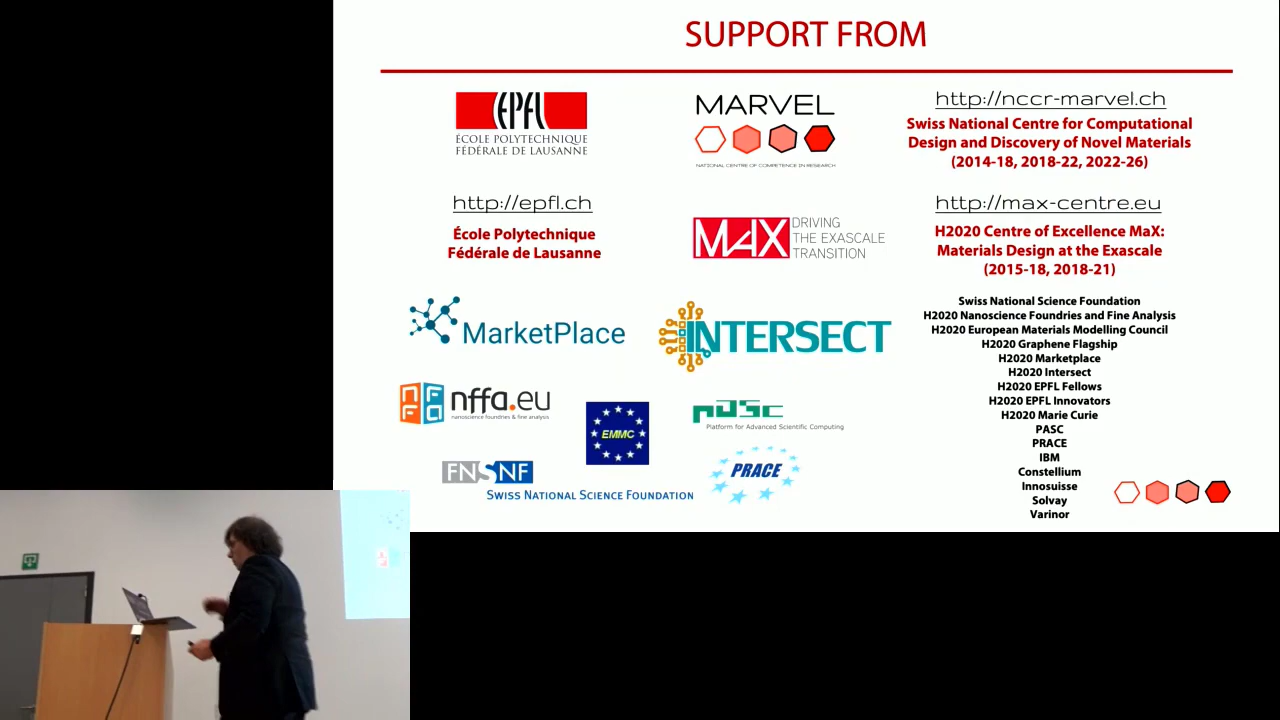 SUPPORT FROM
EPFL
ÉCOLE POLYTECHNIQUE
FÉDÉRALE DE LAUSANNE
http://epfl.ch
École Polytechnique
Fédérale de Lausanne
MARVEL
NATIONAL CENTRE OF COMPETENCE IN RESEARCH
http://nccr-marvel.ch
Swiss National Centre for Computational
Design and Discovery of Novel Materials
(2014-18, 2018-22, 2022-26)
MAX
DRIVING
THE EXASCALE
TRANSITION
http://max-centre.eu
H2020 Centre of Excellence MaX:
Materials Design at the Exascale
(2015-18, 2018-21)
MarketPlace
INTERSECT
nffa.eu
nanoscience foundries & fine analysis
EMMC
PASC
Platform for Advanced Scientific Computing
FNSNF
SWISS NATIONAL SCIENCE FOUNDATION
PRACE
Swiss National Science Foundation
H2020 Nanoscience Foundries and Fine Analysis
H2020 European Materials Modelling Council
H2020 Graphene Flagship
H2020 Marketplace
H2020 Intersect
H2020 EPFL Fellows
H2020 EPFL Innovators
H2020 Marie Curie
PASC
PRACE
IBM
Constellium
Innosuisse
Solvay
Varinor